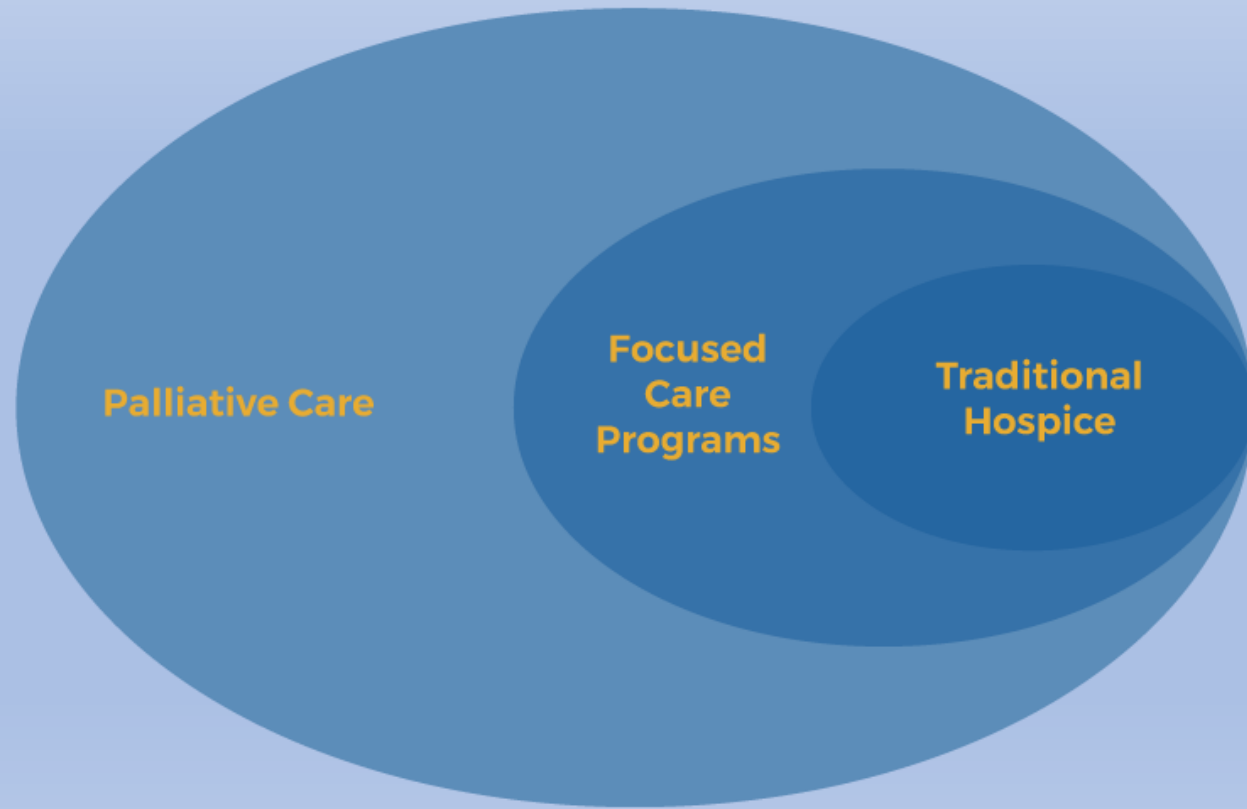 Palliative Care
Focused
Care
Programs
Traditional
Hospice